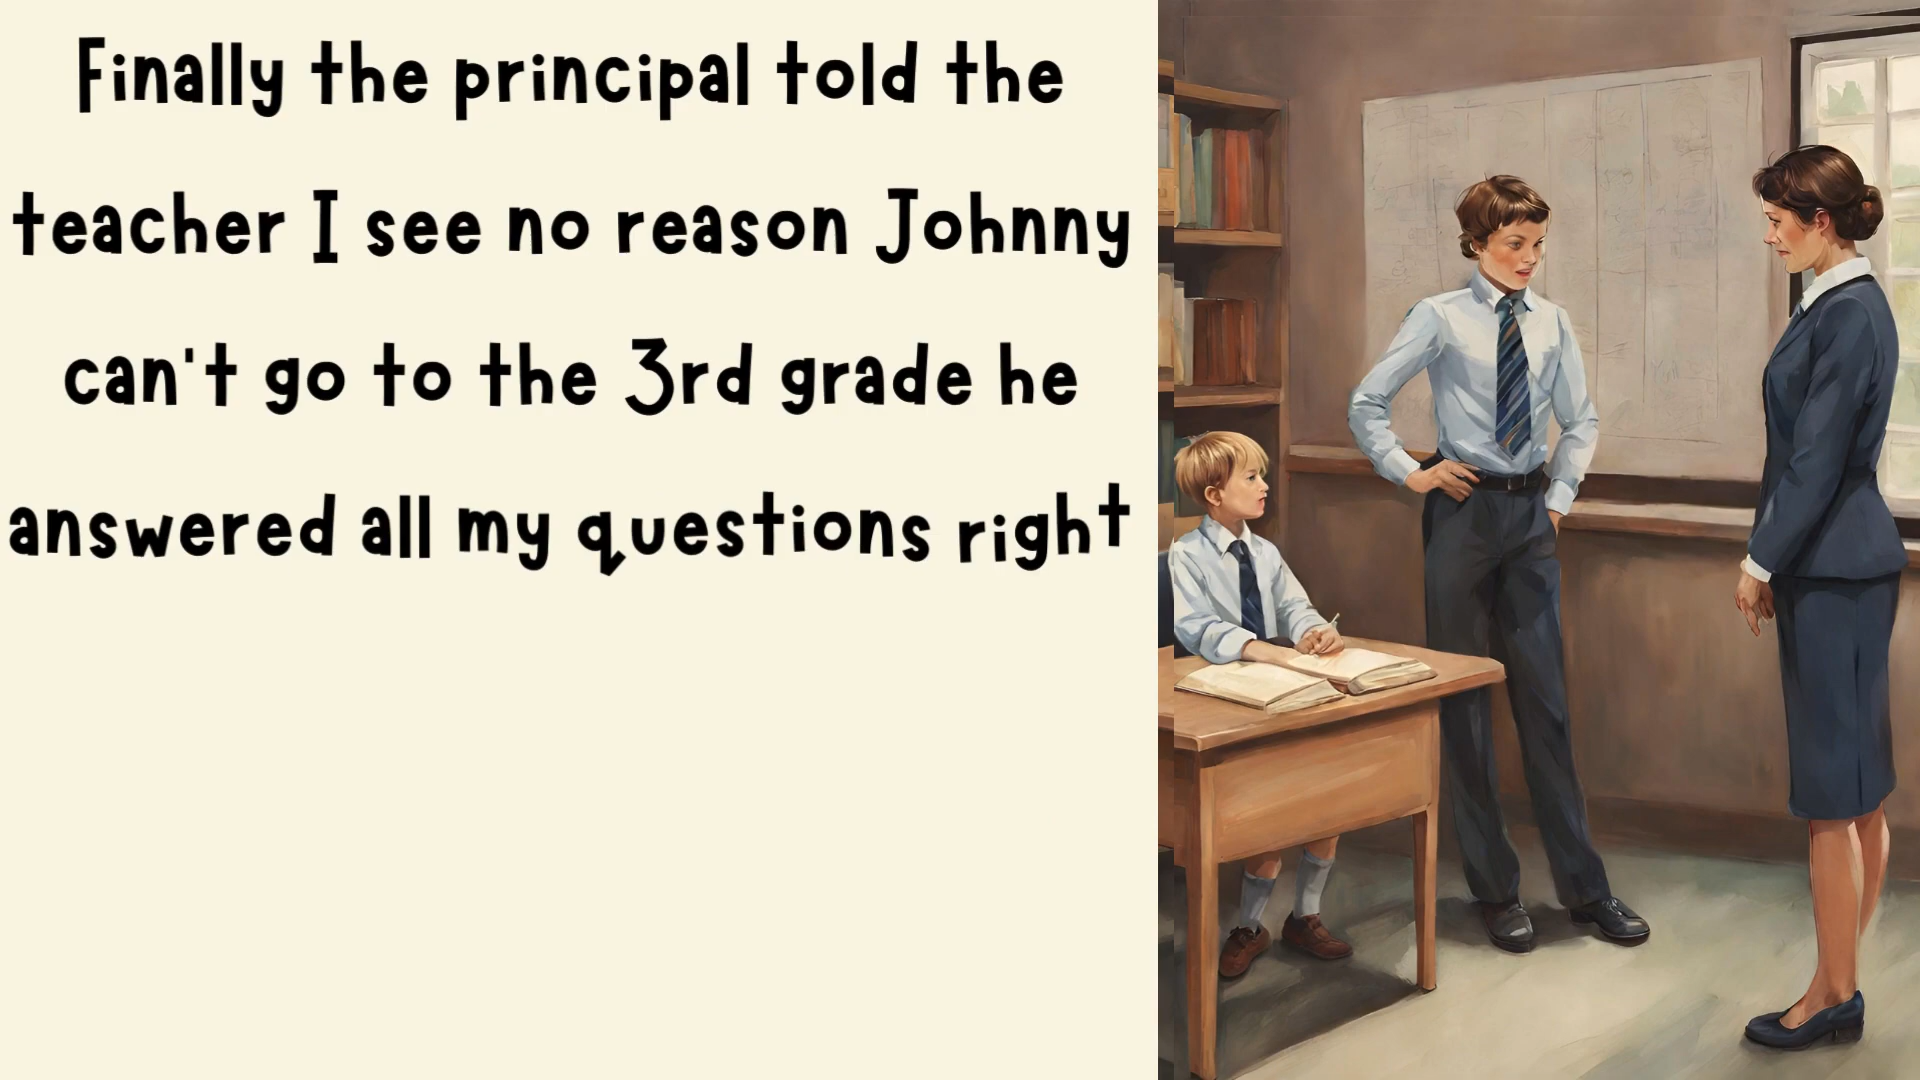 Finally the principal told the
teacher I see no reason Johnny
can't go to the 3rd grade he
answered all my questions right